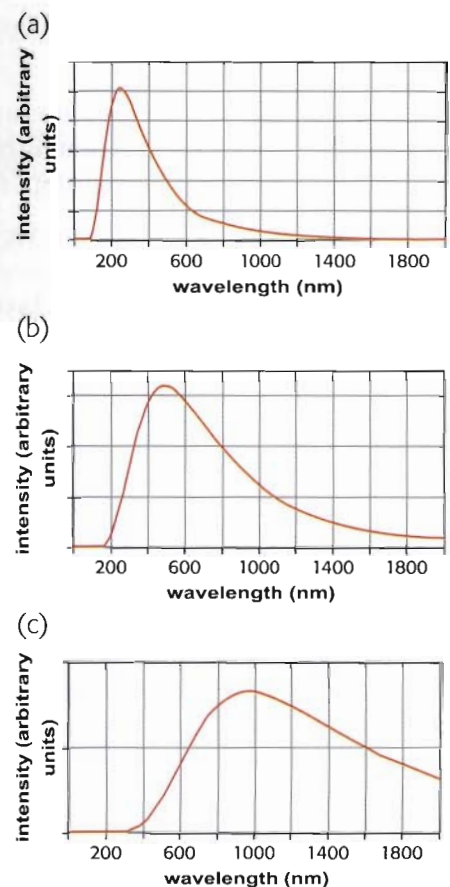 (a)
intensity (arbitrary
units)
200 600 1000 1400 1800
wavelength (nm)
(b)
intensity (arbitrary
units)
200 600 1000 1400 1800
wavelength (nm)
(c)
intensity (arbitrary
units)
200 600 1000 1400 1800
wavelength (nm)